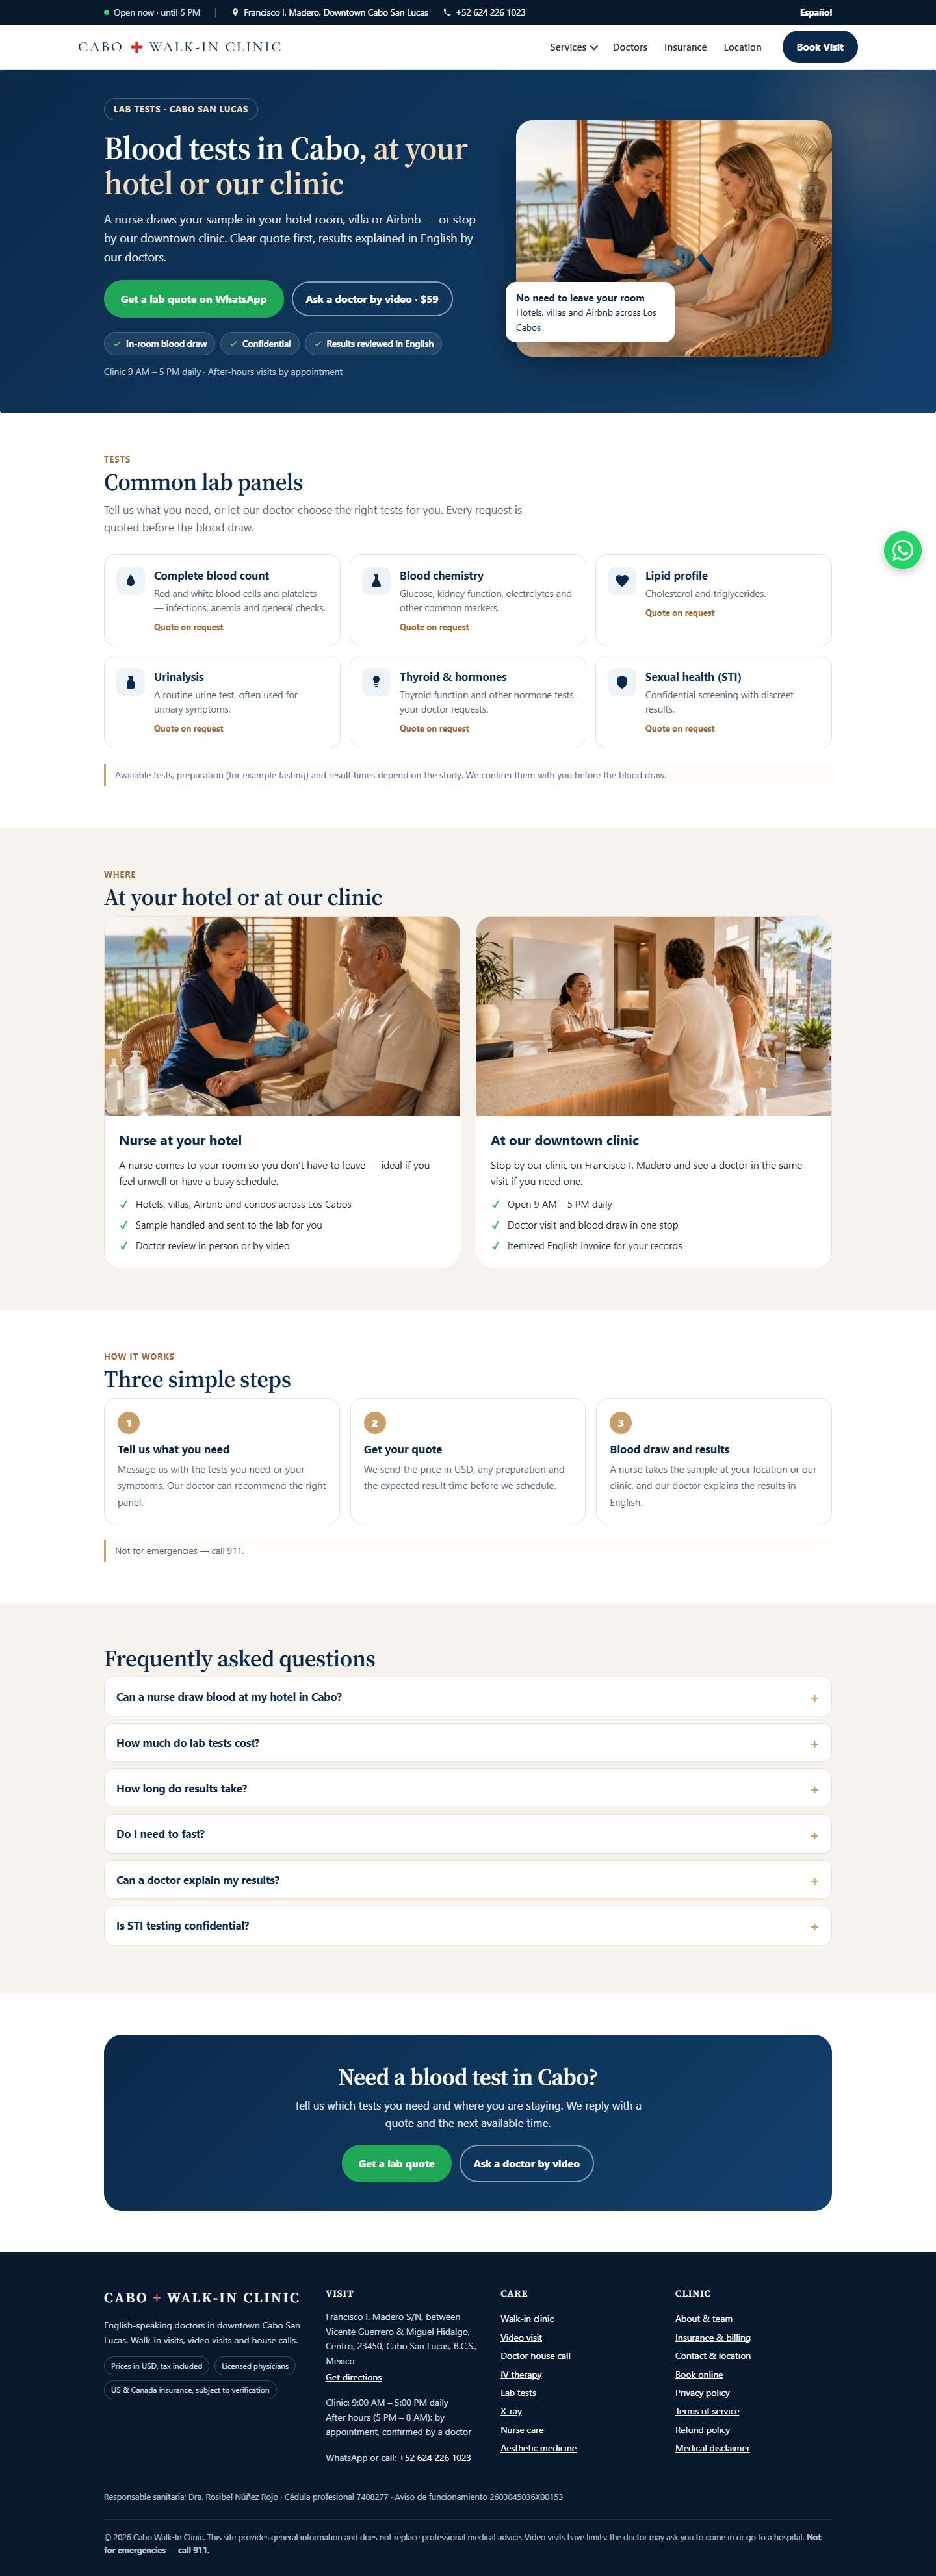 Open now · until 5 PM | Francisco I. Madero, Downtown Cabo San Lucas +52 624 226 1023 Español
CABO + WALK-IN CLINIC Services Doctors Insurance Location Book Visit
LAB TESTS · CABO SAN LUCAS
Blood tests in Cabo, at your
hotel or our clinic
A nurse draws your sample in your hotel room, villa or Airbnb — or stop
by our downtown clinic. Clear quote first, results explained in English by
our doctors.
Get a lab quote on WhatsApp Ask a doctor by video · $59
In-room blood draw Confidential Results reviewed in English
Clinic 9 AM – 5 PM daily · After-hours visits by appointment
No need to leave your room
Hotels, villas and Airbnb across Los
Cabos
TESTS
Common lab panels
Tell us what you need, or let our doctor choose the right tests for you. Every request is
quoted before the blood draw.
Complete blood count
Red and white blood cells and platelets
— infections, anemia and general checks.
Quote on request
Blood chemistry
Glucose, kidney function, electrolytes and
other common markers.
Quote on request
Lipid profile
Cholesterol and triglycerides.
Quote on request
Urinalysis
A routine urine test, often used for
urinary symptoms.
Quote on request
Thyroid & hormones
Thyroid function and other hormone tests
your doctor requests.
Quote on request
Sexual health (STI)
Confidential screening with discreet
results.
Quote on request
Available tests, preparation (for example fasting) and result times depend on the study. We confirm them with you before the blood draw.
WHERE
At your hotel or at our clinic
Nurse at your hotel
A nurse comes to your room so you don't have to leave — ideal if you
feel unwell or have a busy schedule.
Hotels, villas, Airbnb and condos across Los Cabos
Sample handled and sent to the lab for you
Doctor review in person or by video
At our downtown clinic
Stop by our clinic on Francisco I. Madero and see a doctor in the same
visit if you need one.
Open 9 AM – 5 PM daily
Doctor visit and blood draw in one stop
Itemized English invoice for your records
HOW IT WORKS
Three simple steps
1
Tell us what you need
Message us with the tests you need or your
symptoms. Our doctor can recommend the right
panel.
2
Get your quote
We send the price in USD, any preparation and
the expected result time before we schedule.
3
Blood draw and results
A nurse takes the sample at your location or our
clinic, and our doctor explains the results in
English.
Not for emergencies — call 911.
Frequently asked questions
Can a nurse draw blood at my hotel in Cabo? +
How much do lab tests cost? +
How long do results take? +
Do I need to fast? +
Can a doctor explain my results? +
Is STI testing confidential? +
Need a blood test in Cabo?
Tell us which tests you need and where you are staying. We reply with a
quote and the next available time.
Get a lab quote Ask a doctor by video
CABO + WALK-IN CLINIC
English-speaking doctors in downtown Cabo San
Lucas. Walk-in visits, video visits and house calls.
Prices in USD, tax included Licensed physicians
US & Canada insurance, subject to verification
VISIT
Francisco I. Madero S/N, between
Vicente Guerrero & Miguel Hidalgo,
Centro, 23450, Cabo San Lucas, B.C.S.,
Mexico
Get directions
Clinic: 9:00 AM – 5:00 PM daily
After hours (5 PM – 8 AM): by
appointment, confirmed by a doctor
WhatsApp or call: +52 624 226 1023
CARE
Walk-in clinic
Video visit
Doctor house call
IV therapy
Lab tests
X-ray
Nurse care
Aesthetic medicine
CLINIC
About & team
Insurance & billing
Contact & location
Book online
Privacy policy
Terms of service
Refund policy
Medical disclaimer
Responsable sanitaria: Dra. Rosibel Núñez Rojo · Cédula profesional 7408277 · Aviso de funcionamiento 2603045036X00153
© 2026 Cabo Walk-In Clinic. This site provides general information and does not replace professional medical advice. Video visits have limits: the doctor may ask you to come in or go to a hospital. Not
for emergencies — call 911.